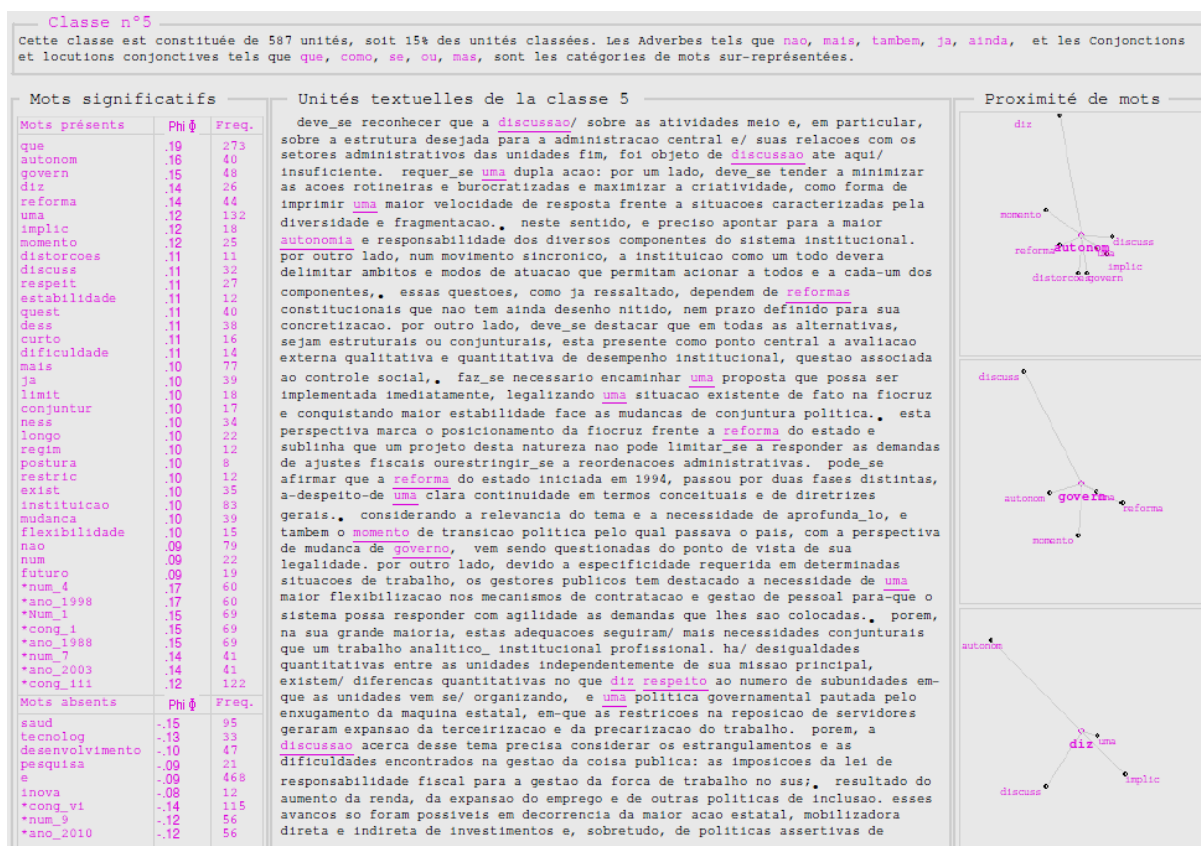 Classe n°5
Cette classe est constituée de 587 unités, soit 15% des unités classées. Les Adverbes tels que nao, mais, tambem, ja, ainda, et les Conjonctions
et locutions conjonctives tels que que, como, se, ou, mas, sont les catégories de mots sur-représentées.
Mots significatifs
Mots présents Phi Φ Freq.
que .19 273
autonom .16 40
govern .15 48
diz .14 26
reforma .14 44
uma .12 132
implic .12 18
momento .12 25
distorcoes .11 11
discuss .11 32
respeit .11 27
estabilidade .11 12
quest .11 40
dess .11 38
curto .11 16
dificuldade .11 14
mais .10 77
ja .10 39
limit .10 18
conjuntur .10 17
ness .10 34
longo .10 22
regim .10 12
postura .10 8
restric .10 12
exist .10 35
instituicao .10 83
mudanca .10 39
flexibilidade .10 15
nao .09 79
num .09 22
futuro .09 19
*num_4 .17 60
*ano_1998 .17 60
*Num_1 .15 69
*cong_i .15 69
*ano_1988 .15 69
*num_7 .14 41
*ano_2003 .14 41
*cong_iii .12 122
Mots absents Phi Φ Freq.
saud -.15 95
tecnolog -.13 33
desenvolvimento -.10 47
pesquisa -.09 21
e -.09 468
inova -.08 12
*cong_vi -.14 115
*num_9 -.12 56
*ano_2010 -.12 56
Unités textuelles de la classe 5
deve_se reconhecer que a discussao/ sobre as atividades meio e, em particular,
sobre a estrutura desejada para a administracao central e/ suas relacoes com os
setores administrativos das unidades fim, foi objeto de discussao ate aqui/
insuficiente. requer_se uma dupla acao: por um lado, deve_se tender a minimizar
as acoes rotineiras e burocratizadas e maximizar a criatividade, como forma de
imprimir uma maior velocidade de resposta frente a situacoes caracterizadas pela
diversidade e fragmentacao.. neste sentido, e preciso apontar para a maior
autonomia e responsabilidade dos diversos componentes do sistema institucional.
por outro lado, num movimento sincronico, a instituicao como um todo devera
delimitar ambitos e modos de atuacao que permitam acionar a todos e a cada-um dos
componentes,. essas questoes, como ja ressaltado, dependem de reformas
constitucionais que nao tem ainda desenho nitido, nem prazo definido para sua
concretizacao. por outro lado, deve_se destacar que em todas as alternativas,
sejam estruturais ou conjunturais, esta presente como ponto central a avaliacao
externa qualitativa e quantitativa de desempenho institucional, questao associada
ao controle social,. faz_se necessario encaminhar uma proposta que possa ser
implementada imediatamente, legalizando uma situacao existente de fato na fiocruz
e conquistando maior estabilidade face as mudancas de conjuntura politica.. esta
perspectiva marca o posicionamento da fiocruz frente a reforma do estado e
sublinha que um projeto desta natureza nao pode limitar_se a responder as demandas
de ajustes fiscais ourestringir_se a reordenacoes administrativas. pode_se
afirmar que a reforma do estado iniciada em 1994, passou por duas fases distintas,
a-despeito-de uma clara continuidade em termos conceituais e de diretrizes
gerais.. considerando a relevancia do tema e a necessidade de aprofunda_lo, e
tambem o momento de transicao politica pelo qual passava o pais, com a perspectiva
de mudanca de governo, vem sendo questionadas do ponto de vista de sua
legalidade. por outro lado, devido a especificidade requerida em determinadas
situacoes de trabalho, os gestores publicos tem destacado a necessidade de uma
maior flexibilizacao nos mecanismos de contratacao e gestao de pessoal para-que o
sistema possa responder com agilidade as demandas que lhes sao colocadas.. porem,
na sua grande maioria, estas adequacoes seguiram/ mais necessidades conjunturais
que um trabalho analitico_ institucional profissional. ha/ desigualdades
quantitativas entre as unidades independentemente de sua missao principal,
existem/ diferencas quantitativas no que diz respeito ao numero de subunidades em-
que as unidades vem se/ organizando, e uma politica governamental pautada pelo
enxugamento da maquina estatal, em-que as restricoes na reposicao de servidores
geraram expansao da terceirizacao e da precarizacao do trabalho. porem, a
discussao acerca desse tema precisa considerar os estrangulamentos e as
dificuldades encontrados na gestao da coisa publica: as imposicoes da lei de
responsabilidade fiscal para a gestao da forca de trabalho no sus;. resultado do
aumento da renda, da expansao do emprego e de outras politicas de inclusao. esses
avancos so foram possiveis em decorrencia da maior acao estatal, mobilizadora
direta e indireta de investimentos e, sobretudo, de politicas assertivas de
Proximité de mots
diz
momento
discuss
reforma autonom uma
implic
distorcoes govern
discuss
autonom govern uma
reforma
momento
autonom
diz uma
implic
discuss